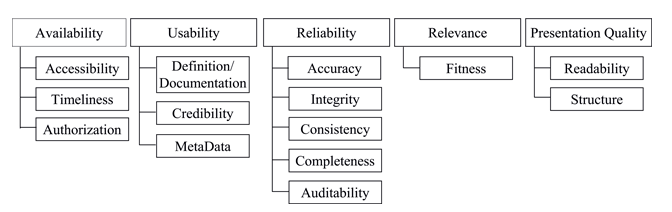 Availability
Accessibility
Timeliness
Authorization
Usability
Definition/
Documentation
Credibility
MetaData
Reliability
Accuracy
Integrity
Consistency
Completeness
Auditability
Relevance
Fitness
Presentation Quality
Readability
Structure